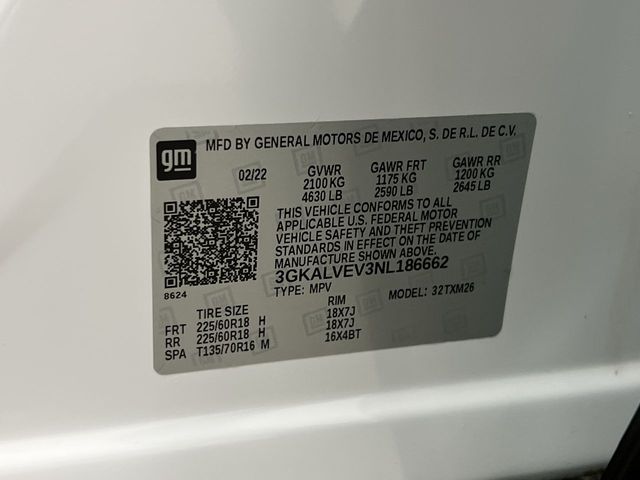 gm
MFD BY GENERAL MOTORS DE MEXICO, S. DE R.L. DE C.V.
02/22 GVWR GAWR FRT GAWR RR
2100 KG 1175 KG 1200 KG
4630 LB 2590 LB 2645 LB
THIS VEHICLE CONFORMS TO ALL
APPLICABLE U.S. FEDERAL MOTOR
VEHICLE SAFETY AND THEFT PREVENTION
STANDARDS IN EFFECT ON THE DATE OF
MANUFACTURE SHOWN ABOVE.
3GKALVEV3NL186662
8624
TYPE: MPV MODEL: 32TXM26
TIRE SIZE RIM
FRT 225/60R18 H 18X7J
RR 225/60R18 H 18X7J
SPA T135/70R16 M 16X4BT